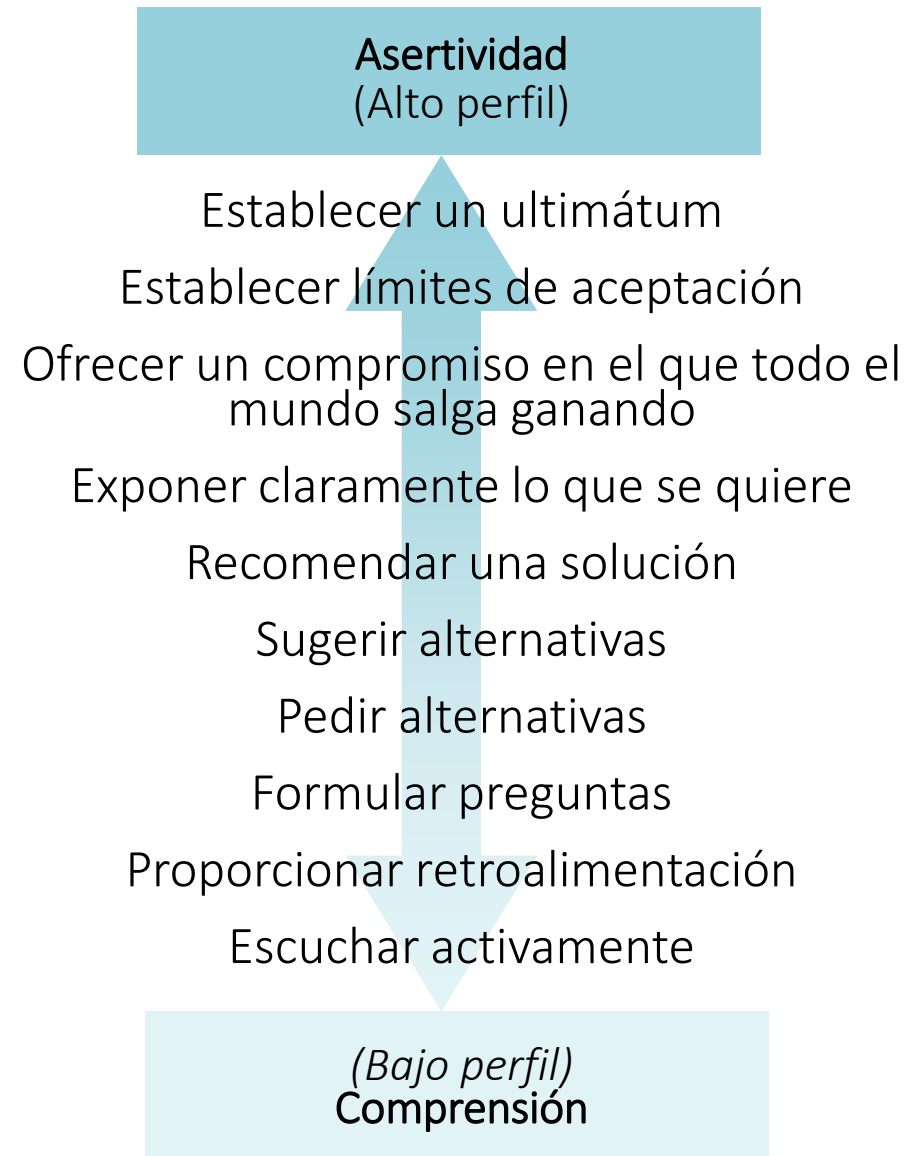 Asertividad
(Alto perfil)
Establecer un ultimátum
Establecer límites de aceptación
Ofrecer un compromiso en el que todo el
mundo salga ganando
Exponer claramente lo que se quiere
Recomendar una solución
Sugerir alternativas
Pedir alternativas
Formular preguntas
Proporcionar retroalimentación
Escuchar activamente
(Bajo perfil)
Comprensión